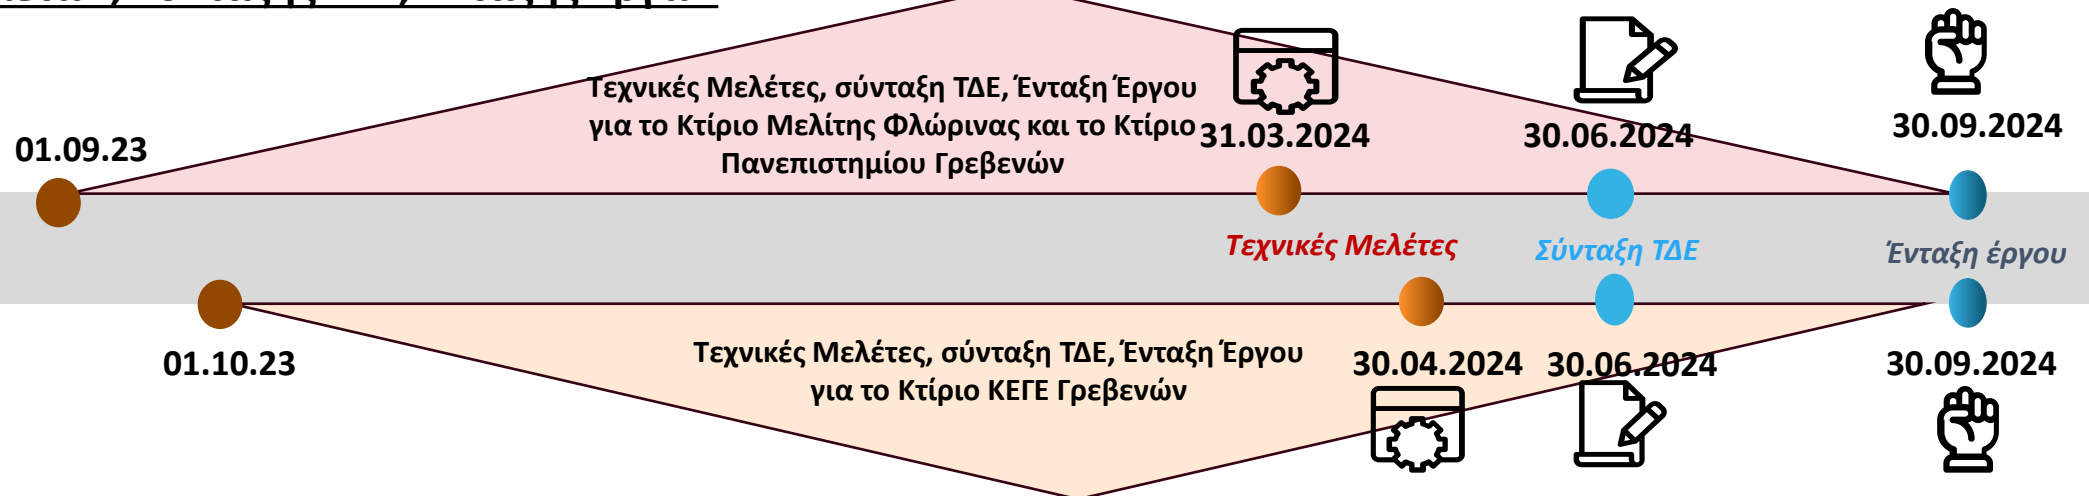 Τεχνικές Μελέτες, σύνταξη ΤΔΕ, Ένταξη Έργου
για το Κτίριο Μελίτης Φλώρινας και το Κτίριο
Πανεπιστημίου Γρεβενών
01.09.23
31.03.2024
30.06.2024
30.09.2024
Τεχνικές Μελέτες
Σύνταξη ΤΔΕ
Ένταξη έργου
01.10.23
Τεχνικές Μελέτες, σύνταξη ΤΔΕ, Ένταξη Έργου
για το Κτίριο ΚΕΓΕ Γρεβενών
30.04.2024
30.06.2024
30.09.2024